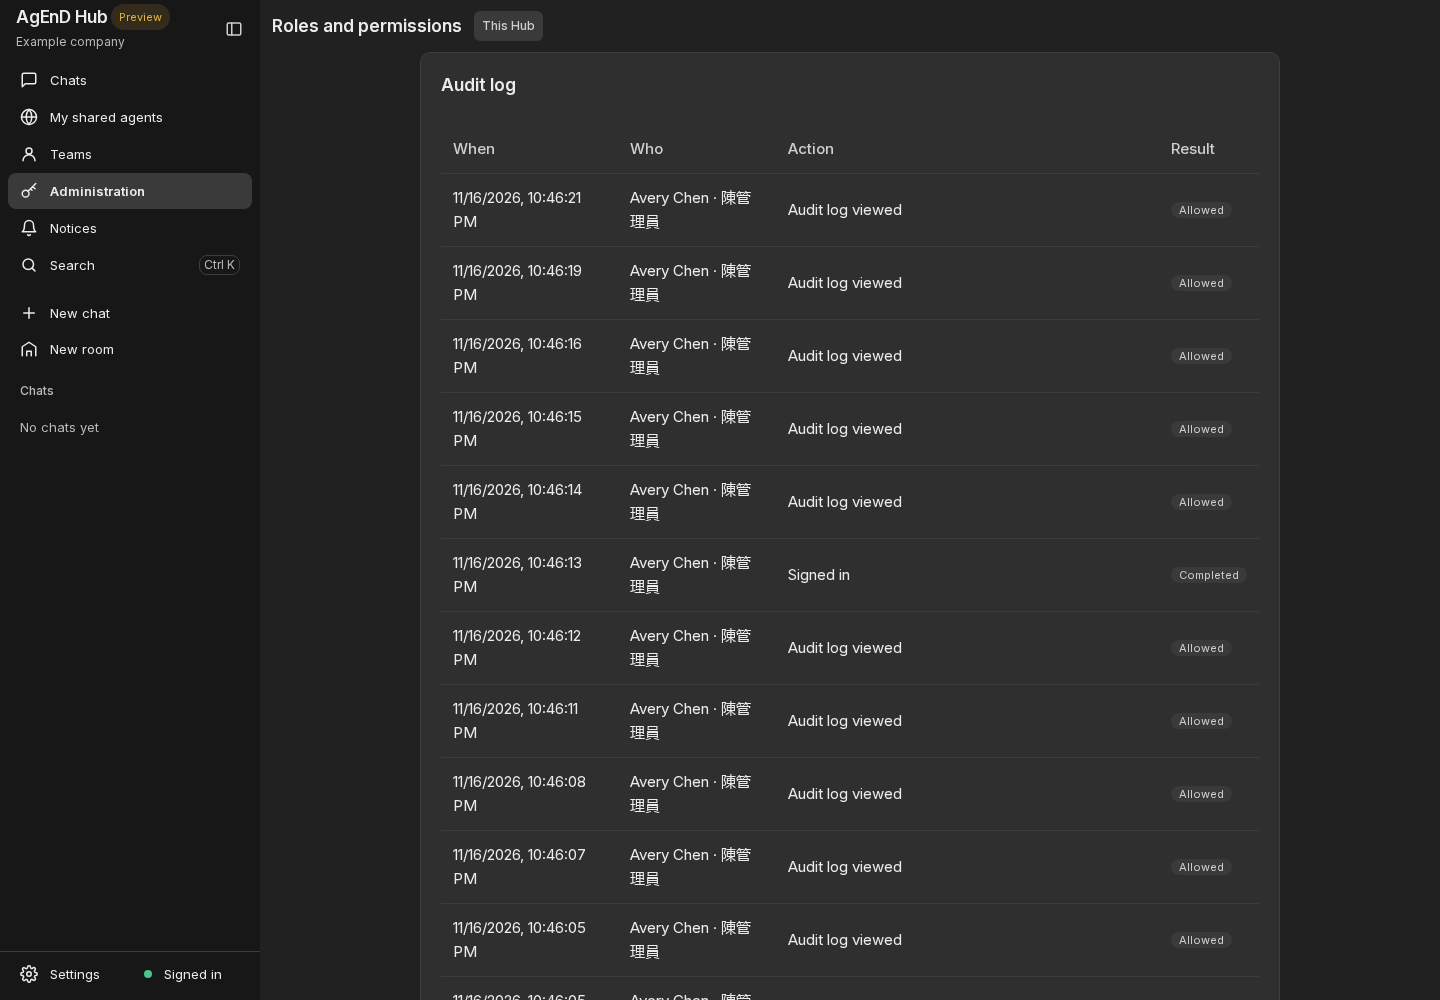 AgEnD Hub Preview
Example company
Chats
My shared agents
Teams
Administration
Notices
Search Ctrl K
New chat
New room
Chats
No chats yet
Settings
Signed in
Roles and permissions This Hub
Audit log
When Who Action Result
11/16/2026, 10:46:21 PM Avery Chen · 陳管理員 Audit log viewed Allowed
11/16/2026, 10:46:19 PM Avery Chen · 陳管理員 Audit log viewed Allowed
11/16/2026, 10:46:16 PM Avery Chen · 陳管理員 Audit log viewed Allowed
11/16/2026, 10:46:15 PM Avery Chen · 陳管理員 Audit log viewed Allowed
11/16/2026, 10:46:14 PM Avery Chen · 陳管理員 Audit log viewed Allowed
11/16/2026, 10:46:13 PM Avery Chen · 陳管理員 Signed in Completed
11/16/2026, 10:46:12 PM Avery Chen · 陳管理員 Audit log viewed Allowed
11/16/2026, 10:46:11 PM Avery Chen · 陳管理員 Audit log viewed Allowed
11/16/2026, 10:46:08 PM Avery Chen · 陳管理員 Audit log viewed Allowed
11/16/2026, 10:46:07 PM Avery Chen · 陳管理員 Audit log viewed Allowed
11/16/2026, 10:46:05 PM Avery Chen · 陳管理員 Audit log viewed Allowed
11/16/2026, 10:46:05 Avery Chen · 陳管